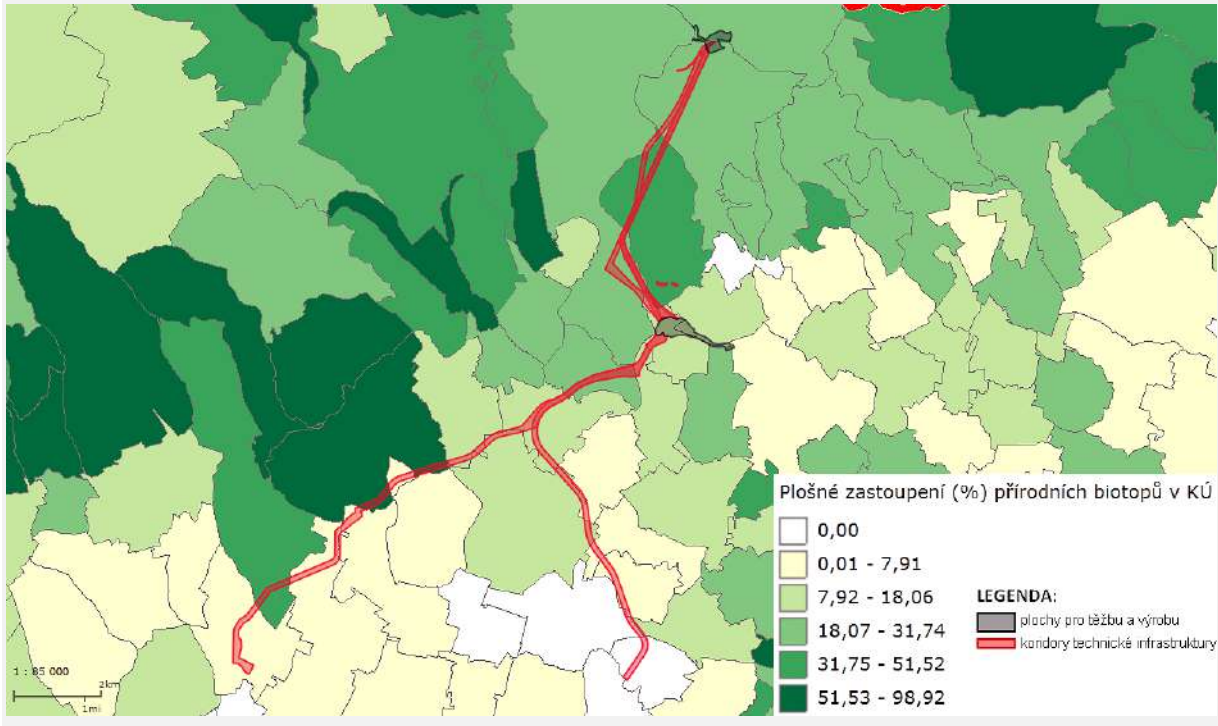 Plošné zastoupení (%) přírodních biotopů v KÚ
0,00
0,01 - 7,91
7,92 - 18,06
18,07 - 31,74
31,75 - 51,52
51,53 - 98,92
LEGENDA:
plochy pro těžbu a výrobu
koridory technické infrastruktury
1 : 85 000
2km
1mi